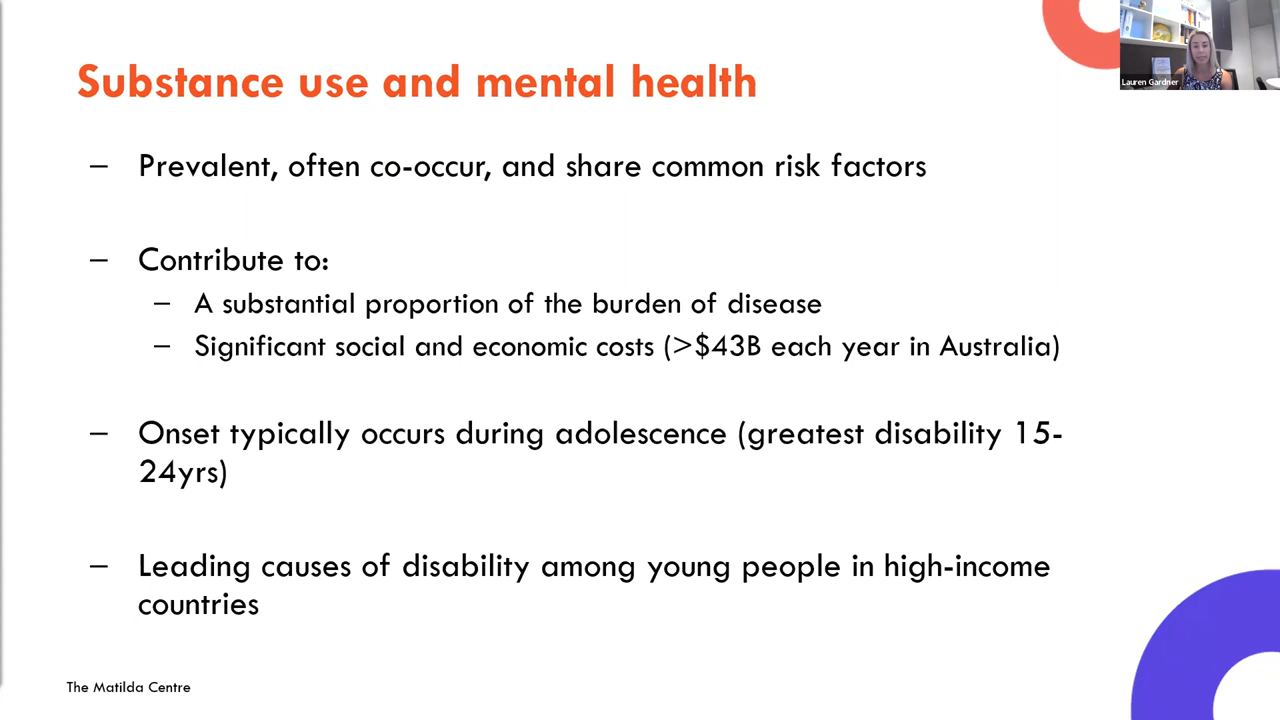 Substance use and mental health
Lauren Gardner
– Prevalent, often co-occur, and share common risk factors
– Contribute to:
– A substantial proportion of the burden of disease
– Significant social and economic costs (>$43B each year in Australia)
– Onset typically occurs during adolescence (greatest disability 15-
24yrs)
– Leading causes of disability among young people in high-income
countries
The Matilda Centre